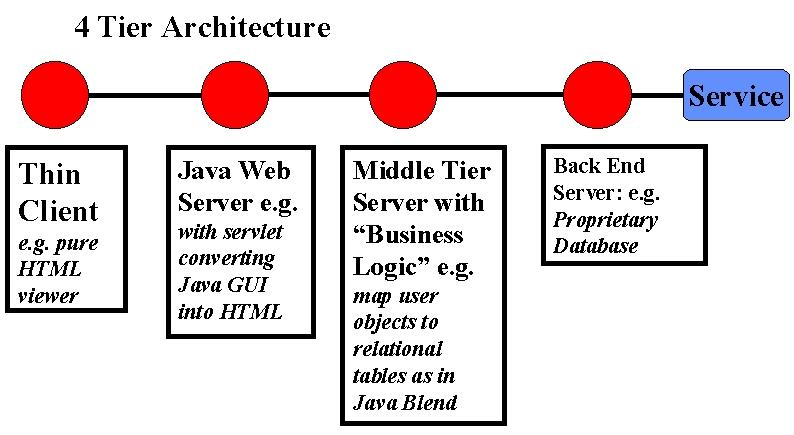 4 Tier Architecture
Service
Thin
Client
e.g. pure
HTML
viewer
Java Web
Server e.g.
with servlet
converting
Java GUI
into HTML
Middle Tier
Server with
“Business
Logic” e.g.
map user
objects to
relational
tables as in
Java Blend
Back End
Server: e.g.
Proprietary
Database